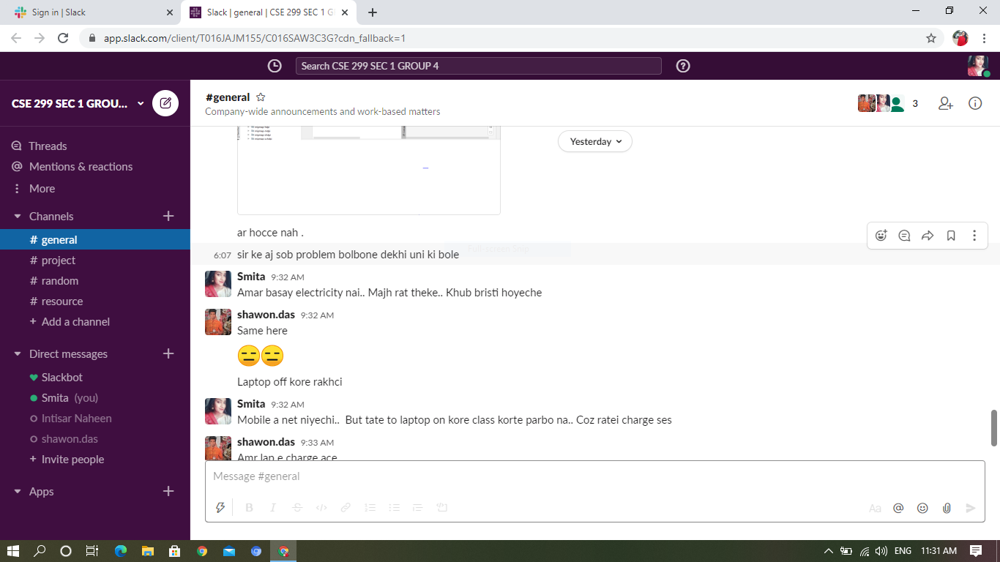 Sign in | Slack
Slack | general | CSE 299 SEC 1 G
app.slack.com/client/T016JAJM155/C016SAW3C3G?cdn_fallback=1
Search CSE 299 SEC 1 GROUP 4
CSE 299 SEC 1 GROU...
Threads
Mentions & reactions
More
Channels
# general
# project
# random
# resource
+ Add a channel
Direct messages
Slackbot
Smita (you)
Intisar Naheen
shawon.das
+ Invite people
Apps
#general
Company-wide announcements and work-based matters
3
Yesterday
ar hocce nah .
Full-screen Snip
6:07 sir ke aj sob problem bolbone dekhi uni ki bole
Smita 9:32 AM
Amar basay electricity nai.. Majh rat theke.. Khub bristi hoyeche
shawon.das 9:32 AM
Same here
Laptop off kore rakhci
Smita 9:32 AM
Mobile a net niyechi.. But tate to laptop on kore class korte parbo na.. Coz ratei charge ses
shawon.das 9:33 AM
Amr lap e charge ace
Message #general
B I S </> Aa @
ENG 11:31 AM